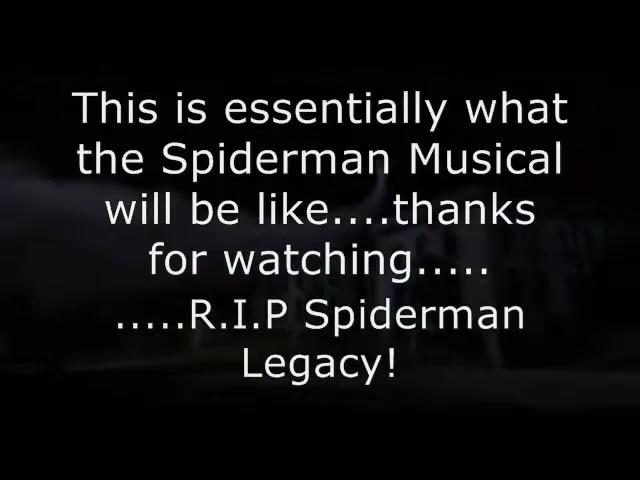 This is essentially what
the Spiderman Musical
will be like....thanks
for watching.....
.....R.I.P Spiderman
Legacy!